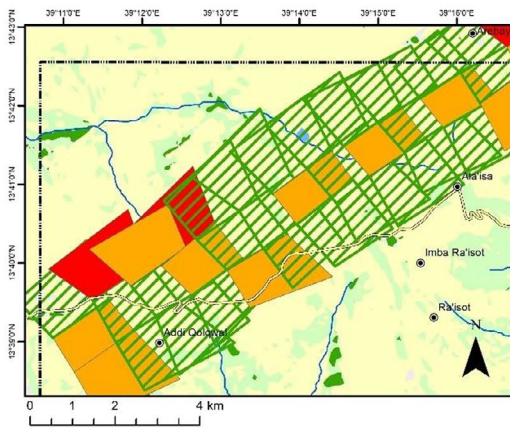 39°11'0"E 39°12'0"E 39°13'0"E 39°14'0"E 39°15'0"E 39°16'0"E
13°43'0"N
13°42'0"N
13°41'0"N
13°40'0"N
13°39'0"N
Ala'isa
Imba Ra'isot
Ra'isot
Addi Qolqwal
N
0 1 2 4 km